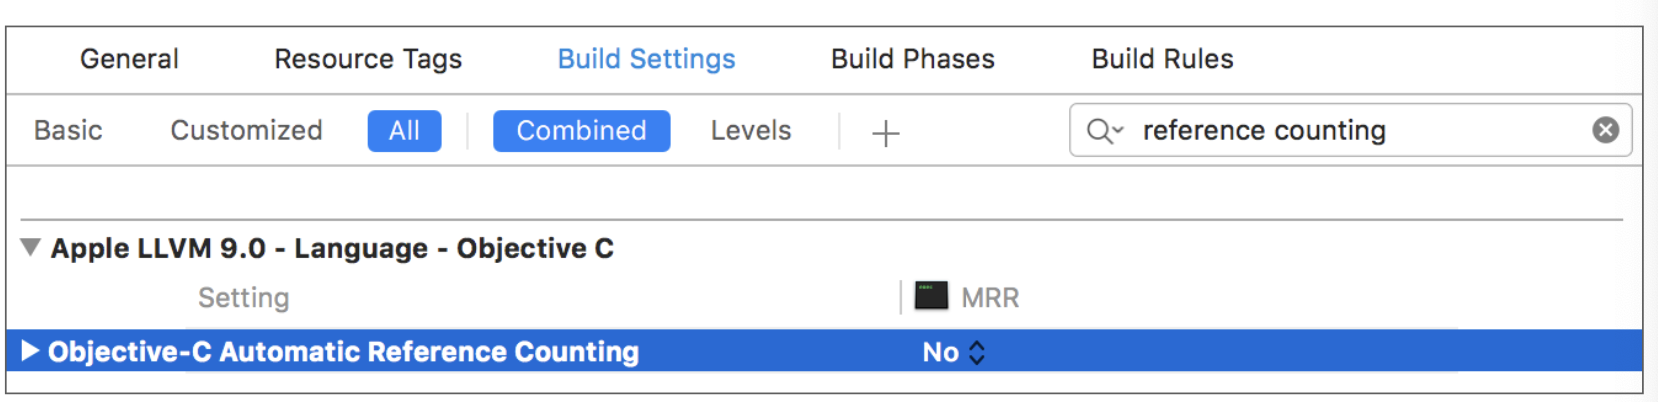 General Resource Tags Build Settings Build Phases Build Rules
Basic Customized All Combined Levels + reference counting
Apple LLVM 9.0 - Language - Objective C
Setting MRR
Objective-C Automatic Reference Counting No